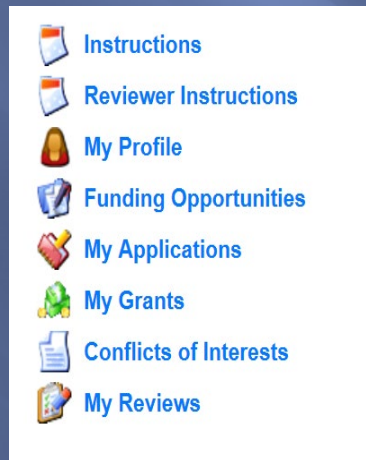 Instructions
Reviewer Instructions
My Profile
Funding Opportunities
My Applications
My Grants
Conflicts of Interests
My Reviews